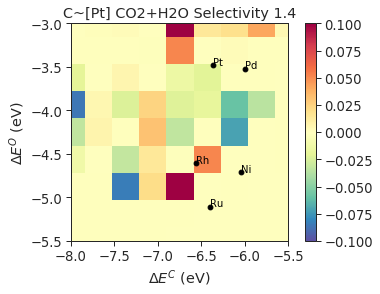 C~[Pt] CO2+H2O Selectivity 1.4
−3.0
−3.5
−4.0
−4.5
−5.0
−5.5
ΔE^O (eV)
Pt
Pd
Rh
Ni
Ru
−8.0 −7.5 −7.0 −6.5 −6.0 −5.5
ΔE^C (eV)
0.100
0.075
0.050
0.025
0.000
−0.025
−0.050
−0.075
−0.100